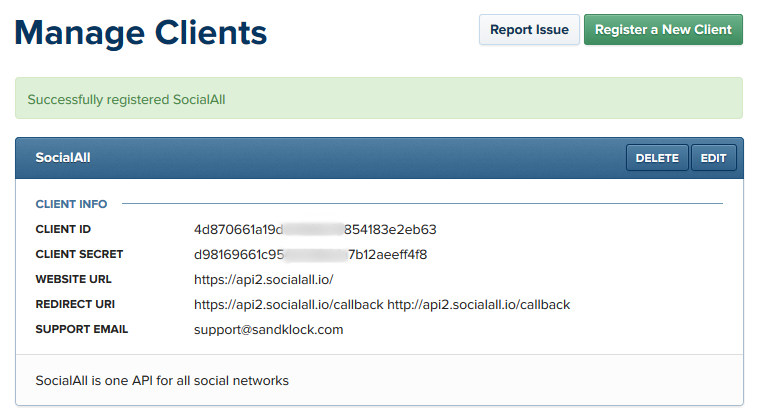 Manage Clients
Report Issue
Register a New Client
Successfully registered SocialAll
SocialAll
DELETE
EDIT
CLIENT INFO
CLIENT ID 4d870661a19d 854183e2eb63
CLIENT SECRET d98169661c95 7b12aeeff4f8
WEBSITE URL https://api2.socialall.io/
REDIRECT URI https://api2.socialall.io/callback http://api2.socialall.io/callback
SUPPORT EMAIL support@sandklock.com
SocialAll is one API for all social networks